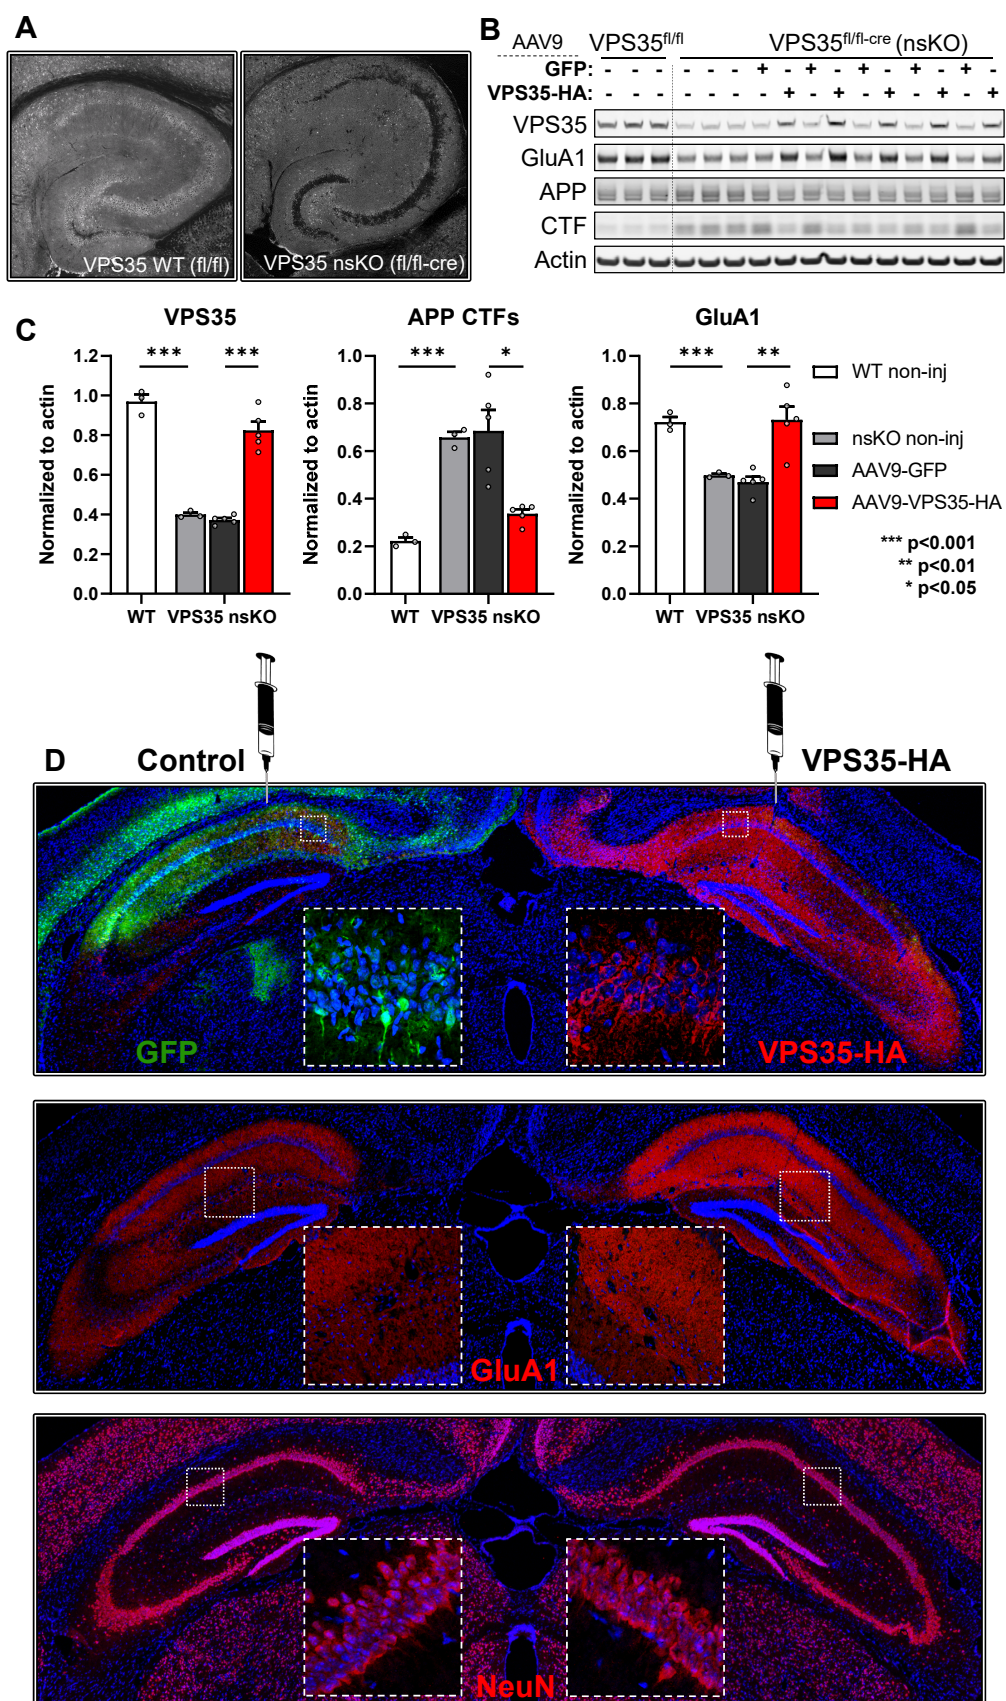 A
VPS35 WT (fl/fl)
VPS35 nsKO (fl/fl-cre)
B
AAV9 VPS35fl/fl VPS35fl/fl-cre (nsKO)
GFP: - - - - - - + - + - + - + - + -
VPS35-HA: - - - - - - - + - + - + - + - +
VPS35
GluA1
APP
CTF
Actin
C
VPS35
Normalized to actin
1.2
1.0
0.8
0.6
0.4
0.2
0.0
*** ***
WT VPS35 nsKO
APP CTFs
Normalized to actin
1.0
0.8
0.6
0.4
0.2
0.0
*** *
WT VPS35 nsKO
GluA1
Normalized to actin
1.0
0.8
0.6
0.4
0.2
0.0
*** **
WT VPS35 nsKO
WT non-inj
nsKO non-inj
AAV9-GFP
AAV9-VPS35-HA
*** p<0.001
** p<0.01
* p<0.05
D
Control
VPS35-HA
GFP
VPS35-HA
GluA1
NeuN